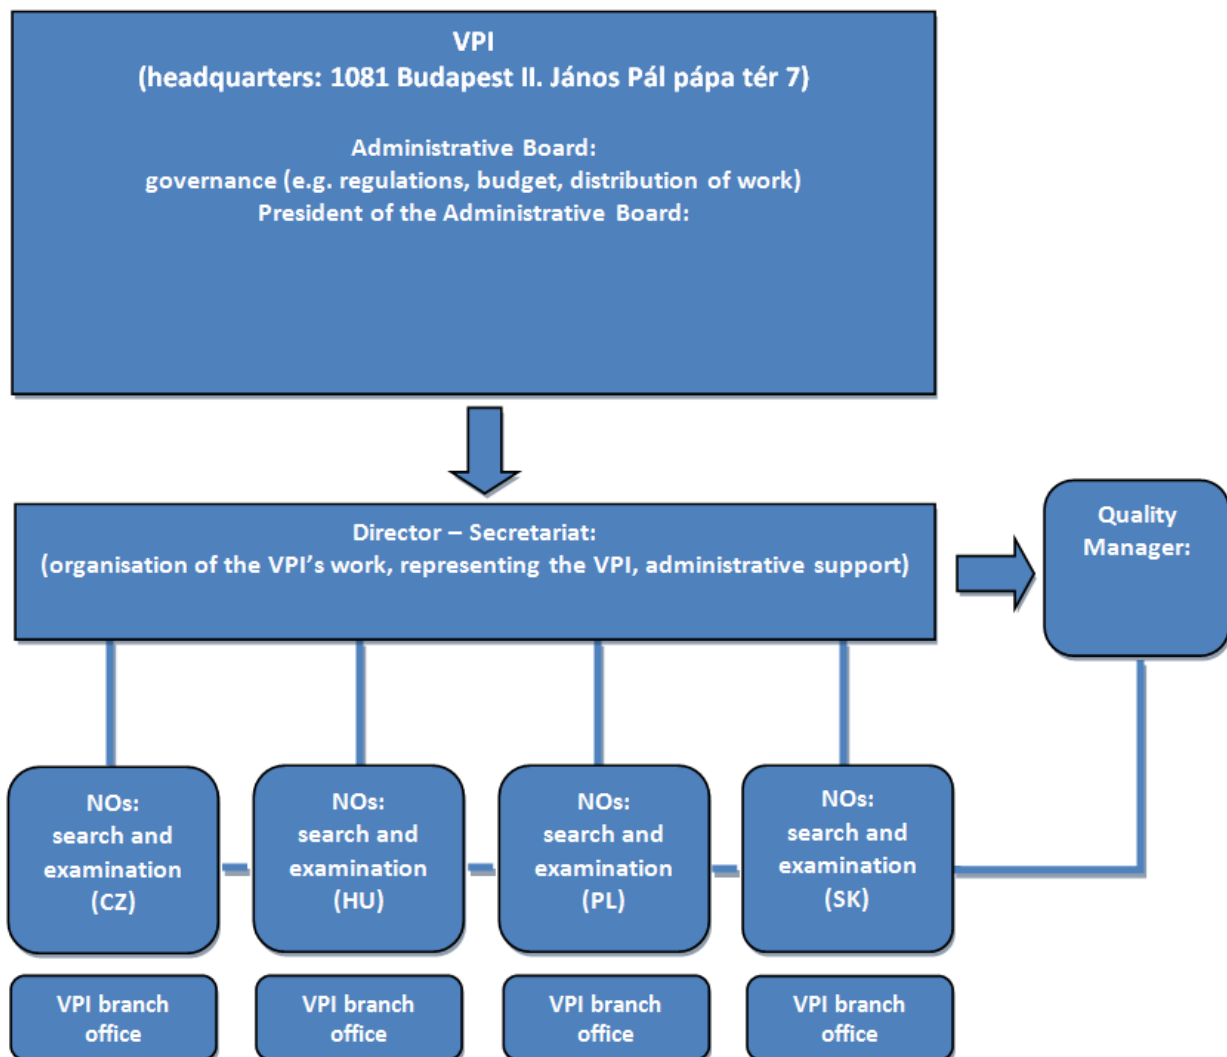 VPI
(headquarters: 1081 Budapest II. János Pál pápa tér 7)
Administrative Board:
governance (e.g. regulations, budget, distribution of work)
President of the Administrative Board:
Director – Secretariat:
(organisation of the VPI's work, representing the VPI, administrative support)
Quality
Manager:
NOs:
search and
examination
(CZ)
NOs:
search and
examination
(HU)
NOs:
search and
examination
(PL)
NOs:
search and
examination
(SK)
VPI branch
office
VPI branch
office
VPI branch
office
VPI branch
office